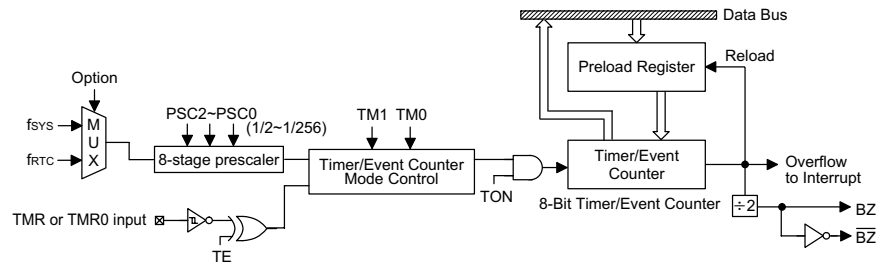 Data Bus
Preload Register
Reload
Option
MUX
fSYS
fRTC
PSC2~PSC0
(1/2~1/256)
8-stage prescaler
TM1
TM0
Timer/Event Counter
Mode Control
TON
Timer/Event
Counter
8-Bit Timer/Event Counter
Overflow
to Interrupt
÷2
BZ
B̅Z̅
TMR or TMR0 input
TE